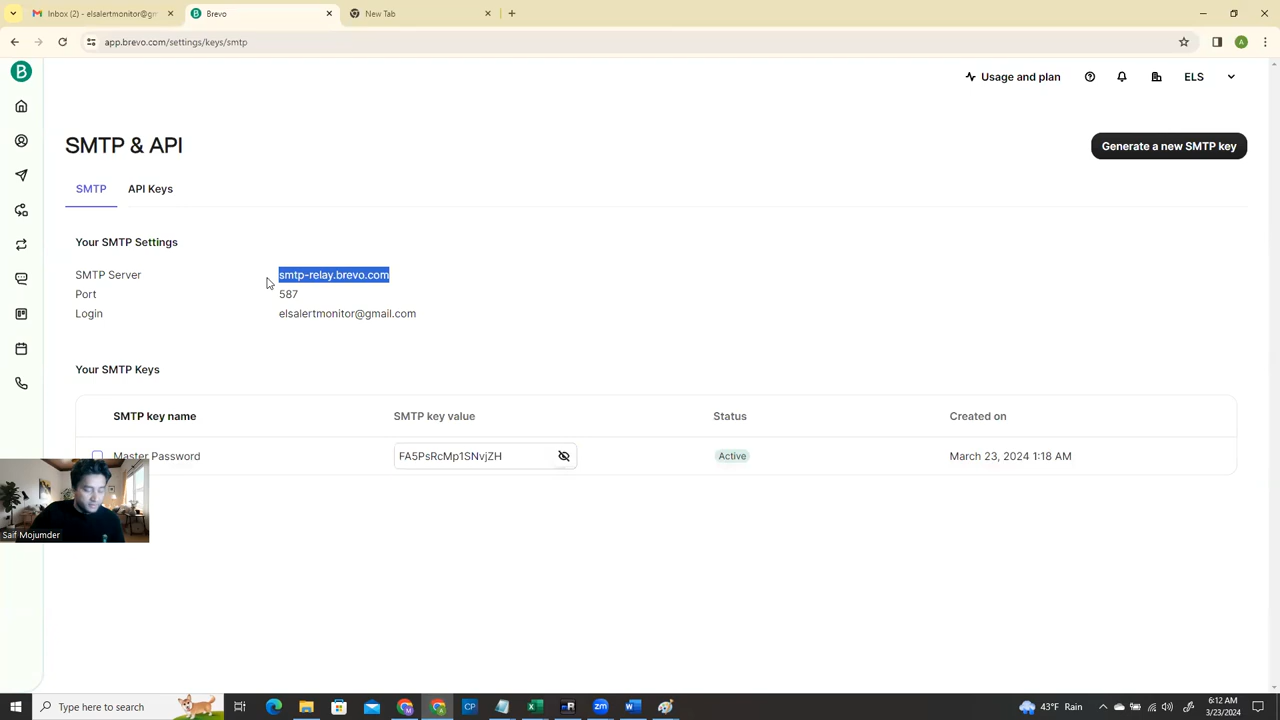 Inbox (2) - elsalertmonitor@gm
Brevo
New Tab
app.brevo.com/settings/keys/smtp
A
B
Usage and plan
ELS
SMTP & API
Generate a new SMTP key
SMTP
API Keys
Your SMTP Settings
SMTP Server
smtp-relay.brevo.com
Port
587
Login
elsalertmonitor@gmail.com
Your SMTP Keys
SMTP key name
SMTP key value
Status
Created on
Master Password
FA5PsRcMp1SNvjZH
Active
March 23, 2024 1:18 AM
Saif Mojumder
Type here to search
CP
43°F Rain
6:12 AM
3/23/2024